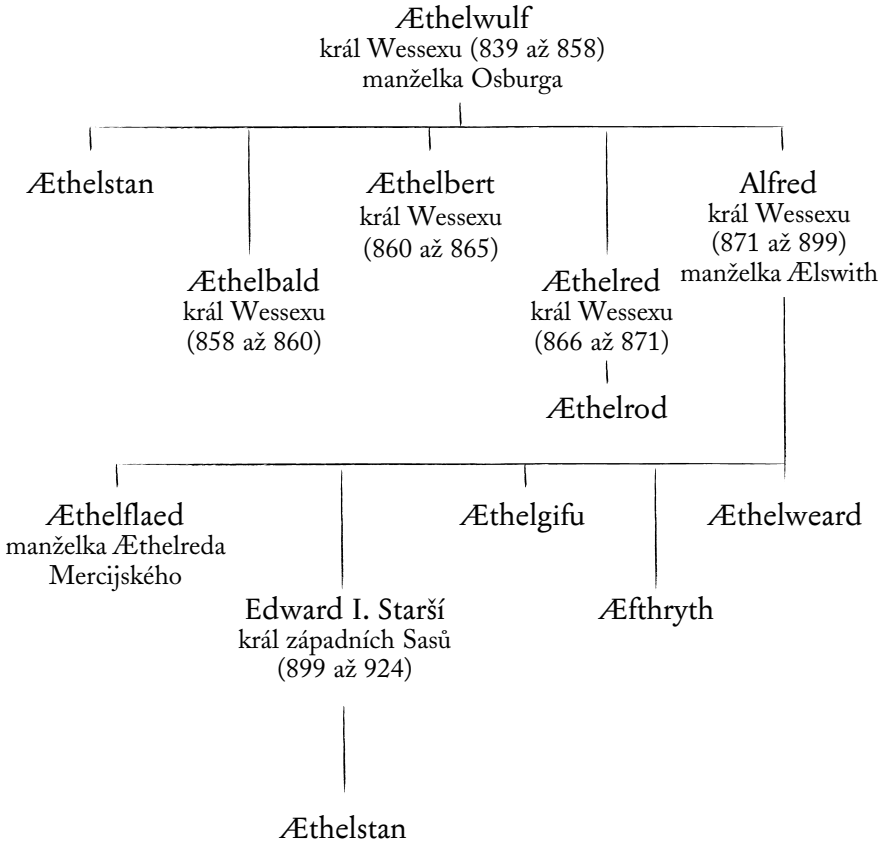 Æthelwulf
král Wessexu (839 až 858)
manželka Osburga
Æthelstan
Æthelbald
král Wessexu
(858 až 860)
Æthelbert
král Wessexu
(860 až 865)
Æthelred
král Wessexu
(866 až 871)
Æthelrod
Alfred
král Wessexu
(871 až 899)
manželka Ælswith
Æthelflaed
manželka Æthelreda
Mercijského
Edward I. Starší
král západních Sasů
(899 až 924)
Æthelstan
Æthelgifu
Æfthryth
Æthelweard